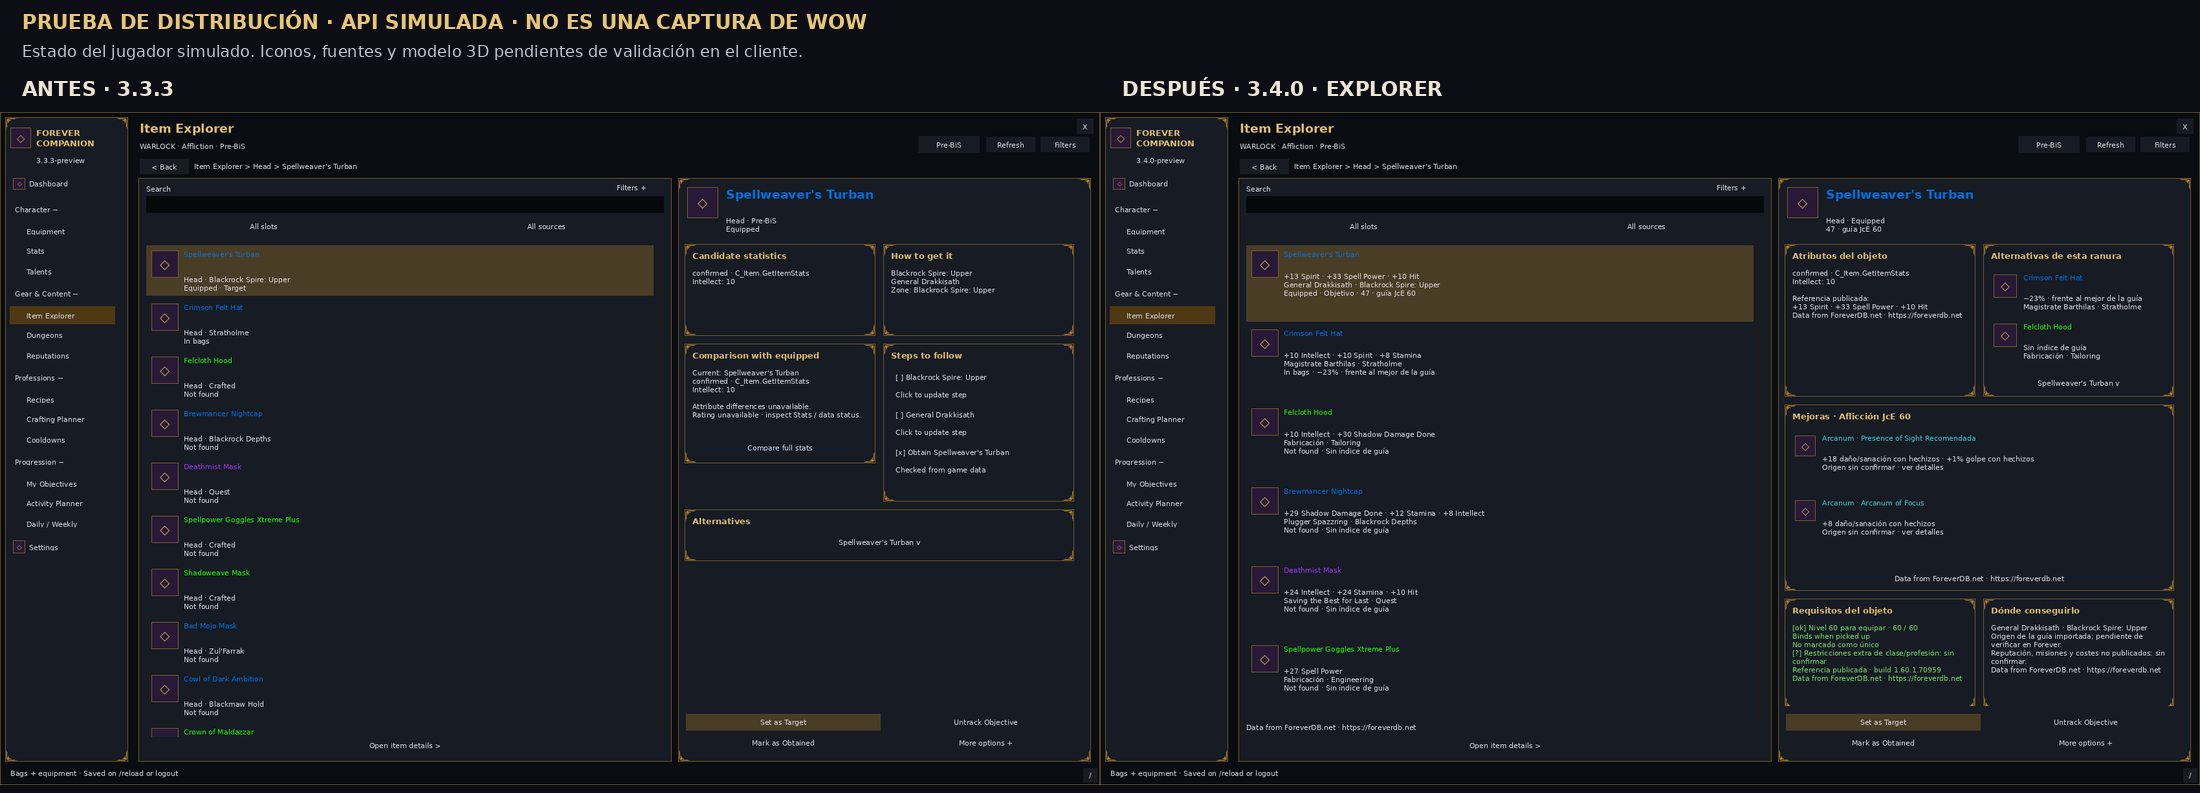 PRUEBA DE DISTRIBUCIÓN · API SIMULADA · NO ES UNA CAPTURA DE WOW
Estado del jugador simulado. Iconos, fuentes y modelo 3D pendientes de validación en el cliente.
ANTES · 3.3.3
FOREVER
COMPANION
3.3.3-preview
Dashboard
Character −
Equipment
Stats
Talents
Gear & Content −
Item Explorer
Dungeons
Reputations
Professions −
Recipes
Crafting Planner
Cooldowns
Progression −
My Objectives
Activity Planner
Daily / Weekly
Settings
Item Explorer
X
WARLOCK · Affliction · Pre-BiS
Pre-BiS
Refresh
Filters
< Back
Item Explorer > Head > Spellweaver's Turban
Search
Filters +
All slots
All sources
Spellweaver's Turban
Head · Blackrock Spire: Upper
Equipped · Target
Crimson Felt Hat
Head · Stratholme
In bags
Felcloth Hood
Head · Crafted
Not found
Brewmancer Nightcap
Head · Blackrock Depths
Not found
Deathmist Mask
Head · Quest
Not found
Spellpower Goggles Xtreme Plus
Head · Crafted
Not found
Shadoweave Mask
Head · Crafted
Not found
Bad Mojo Mask
Head · Zul'Farrak
Not found
Cowl of Dark Ambition
Head · Blackmaw Hold
Not found
Crown of Maldazzar
Open item details >
Spellweaver's Turban
Head · Pre-BiS
Equipped
Candidate statistics
confirmed · C_Item.GetItemStats
Intellect: 10
How to get it
Blackrock Spire: Upper
General Drakkisath
Zone: Blackrock Spire: Upper
Comparison with equipped
Current: Spellweaver's Turban
confirmed · C_Item.GetItemStats
Intellect: 10
Attribute differences unavailable.
Rating unavailable · inspect Stats / data status.
Compare full stats
Steps to follow
[ ] Blackrock Spire: Upper
Click to update step
[ ] General Drakkisath
Click to update step
[x] Obtain Spellweaver's Turban
Checked from game data
Alternatives
Spellweaver's Turban v
Set as Target
Untrack Objective
Mark as Obtained
More options +
Bags + equipment · Saved on /reload or logout
/
DESPUÉS · 3.4.0 · EXPLORER
FOREVER
COMPANION
3.4.0-preview
Dashboard
Character −
Equipment
Stats
Talents
Gear & Content −
Item Explorer
Dungeons
Reputations
Professions −
Recipes
Crafting Planner
Cooldowns
Progression −
My Objectives
Activity Planner
Daily / Weekly
Settings
Item Explorer
X
WARLOCK · Affliction · Pre-BiS
Pre-BiS
Refresh
Filters
< Back
Item Explorer > Head > Spellweaver's Turban
Search
Filters +
All slots
All sources
Spellweaver's Turban
+13 Spirit · +33 Spell Power · +10 Hit
General Drakkisath · Blackrock Spire: Upper
Equipped · Objetivo · 47 · guía JcE 60
Crimson Felt Hat
+10 Intellect · +10 Spirit · +8 Stamina
Magistrate Barthilas · Stratholme
In bags · −23% · frente al mejor de la guía
Felcloth Hood
+10 Intellect · +30 Shadow Damage Done
Fabricación · Tailoring
Not found · Sin índice de guía
Brewmancer Nightcap
+29 Shadow Damage Done · +12 Stamina · +8 Intellect
Plugger Spazzring · Blackrock Depths
Not found · Sin índice de guía
Deathmist Mask
+24 Intellect · +24 Stamina · +10 Hit
Saving the Best for Last · Quest
Not found · Sin índice de guía
Spellpower Goggles Xtreme Plus
+27 Spell Power
Fabricación · Engineering
Not found · Sin índice de guía
Data from ForeverDB.net · https://foreverdb.net
Open item details >
Spellweaver's Turban
Head · Equipped
47 · guía JcE 60
Atributos del objeto
confirmed · C_Item.GetItemStats
Intellect: 10
Referencia publicada:
+13 Spirit · +33 Spell Power · +10 Hit
Data from ForeverDB.net · https://foreverdb.net
Alternativas de esta ranura
Crimson Felt Hat
−23% · frente al mejor de la guía
Magistrate Barthilas · Stratholme
Felcloth Hood
Sin índice de guía
Fabricación · Tailoring
Spellweaver's Turban v
Mejoras · Aflicción JcE 60
Arcanum · Presence of Sight Recomendada
+18 daño/sanación con hechizos · +1% golpe con hechizos
Origen sin confirmar · ver detalles
Arcanum · Arcanum of Focus
+8 daño/sanación con hechizos
Origen sin confirmar · ver detalles
Data from ForeverDB.net · https://foreverdb.net
Requisitos del objeto
[ok] Nivel 60 para equipar · 60 / 60
Binds when picked up
No marcado como único
[?] Restricciones extra de clase/profesión: sin
confirmar
Referencia publicada · build 1.60.1.70959
Data from ForeverDB.net · https://foreverdb.net
Dónde conseguirlo
General Drakkisath · Blackrock Spire: Upper
Origen de la guía importada; pendiente de
verificar en Forever.
Reputación, misiones y costes no publicados: sin
confirmar.
Data from ForeverDB.net · https://foreverdb.net
Set as Target
Untrack Objective
Mark as Obtained
More options +
Bags + equipment · Saved on /reload or logout
/